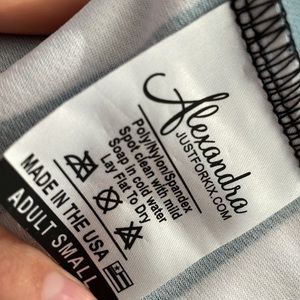 Alexandra
JUSTFORKIX.COM
Poly/Nylon/Spandex
Spot clean with mild
Soap in cold water
Lay Flat To Dry
MADE IN THE USA
ADULT SMALL